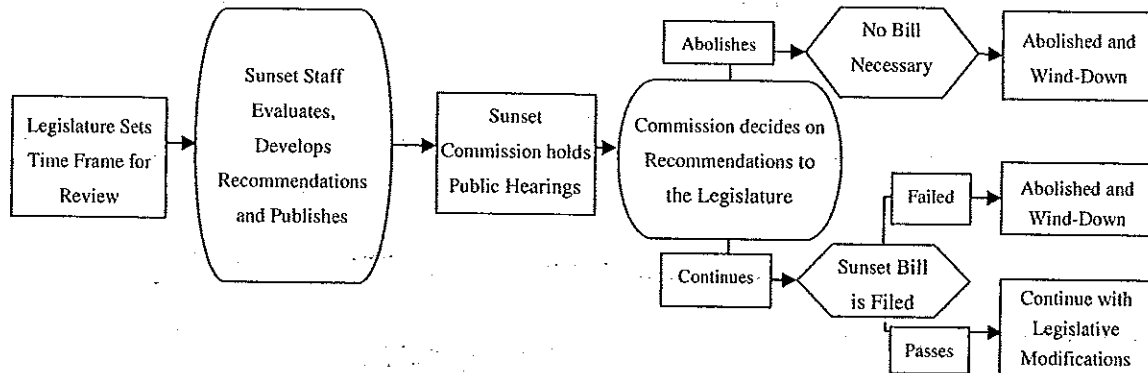 Legislature Sets
Time Frame for
Review
Sunset Staff
Evaluates,
Develops
Recommendations
and Publishes
Sunset
Commission holds
Public Hearings
Abolishes
Commission decides on
Recommendations to
the Legislature
Continues
No Bill
Necessary
Abolished and
Wind-Down
Sunset Bill
is Filed
Failed
Abolished and
Wind-Down
Passes
Continue with
Legislative
Modifications